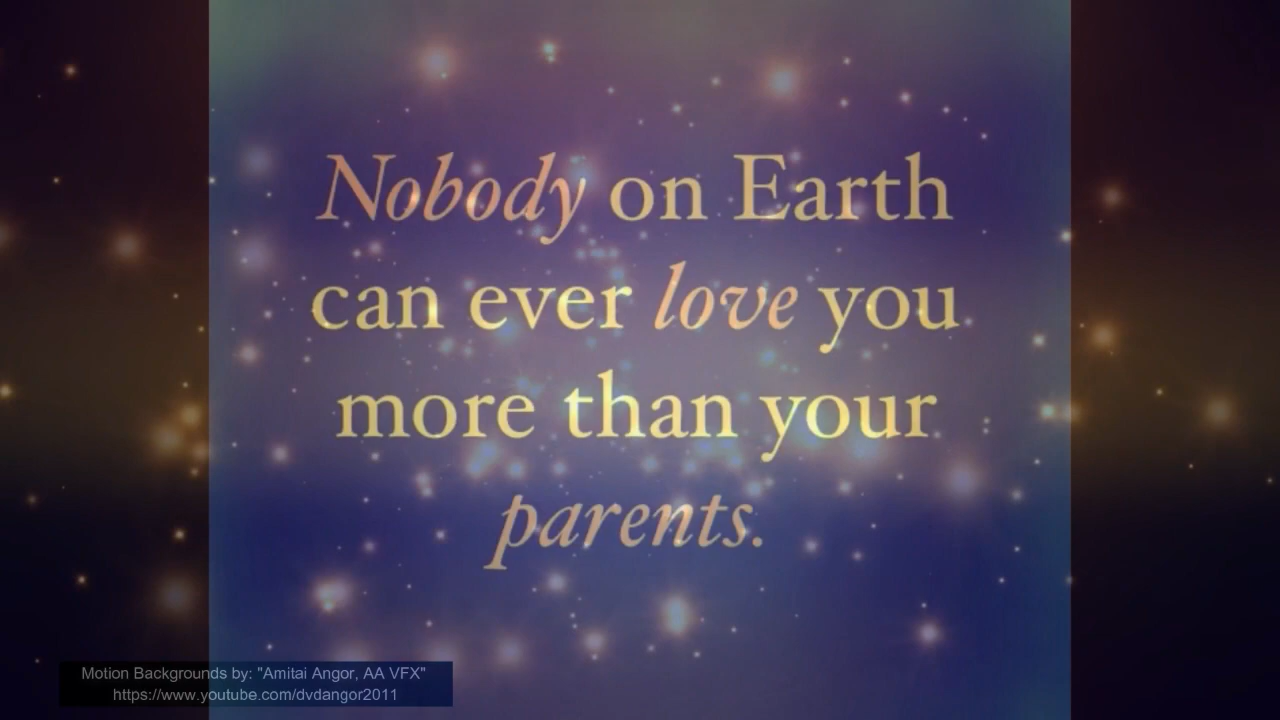 Nobody on Earth
can ever love you
more than your
parents.
Motion Backgrounds by: "Amitai Angor, AA VFX"
https://www.youtube.com/dvdangor2011